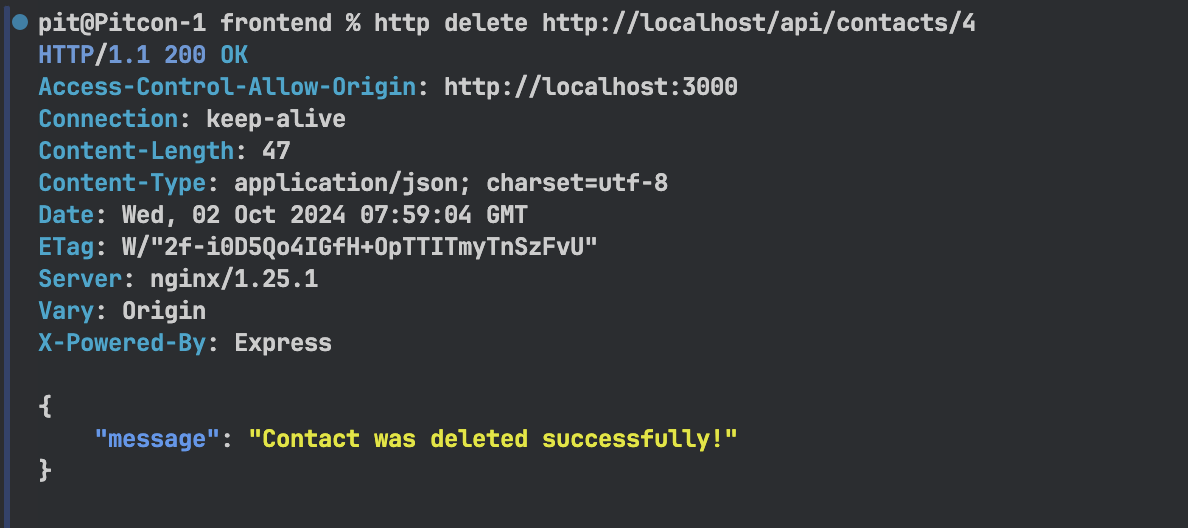 pit@Pitcon-1 frontend % http delete http://localhost/api/contacts/4
HTTP/1.1 200 OK
Access-Control-Allow-Origin: http://localhost:3000
Connection: keep-alive
Content-Length: 47
Content-Type: application/json; charset=utf-8
Date: Wed, 02 Oct 2024 07:59:04 GMT
ETag: W/"2f-i0D5Qo4IGfH+OpTTITmyTnSzFvU"
Server: nginx/1.25.1
Vary: Origin
X-Powered-By: Express
{
"message": "Contact was deleted successfully!"
}